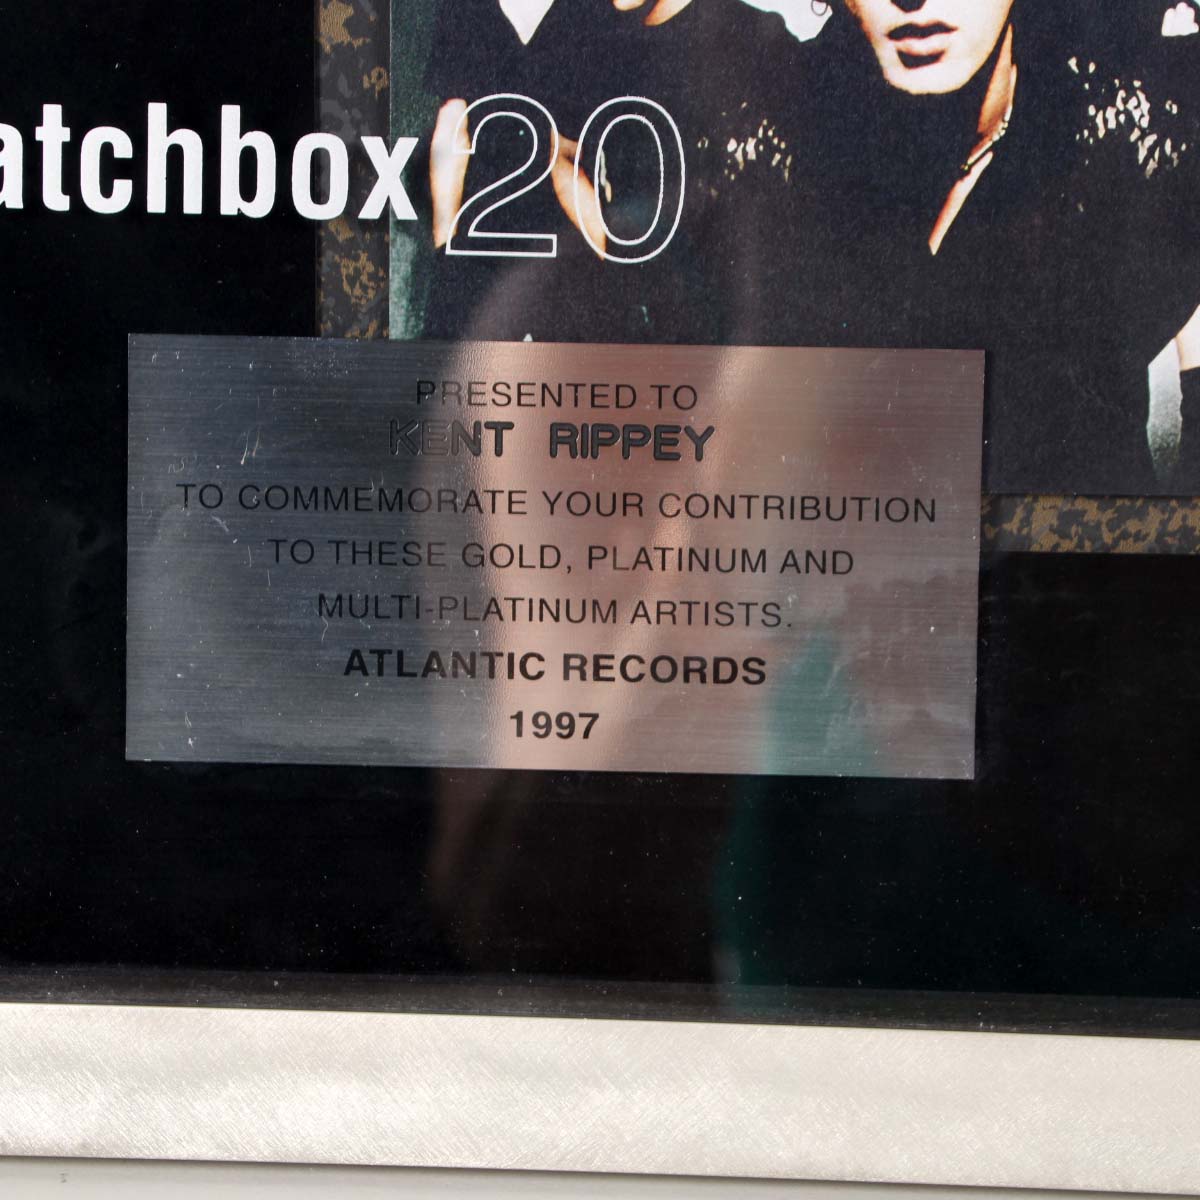 atchbox 20
PRESENTED TO
KENT RIPPEY
TO COMMEMORATE YOUR CONTRIBUTION
TO THESE GOLD, PLATINUM AND
MULTI-PLATINUM ARTISTS.
ATLANTIC RECORDS
1997